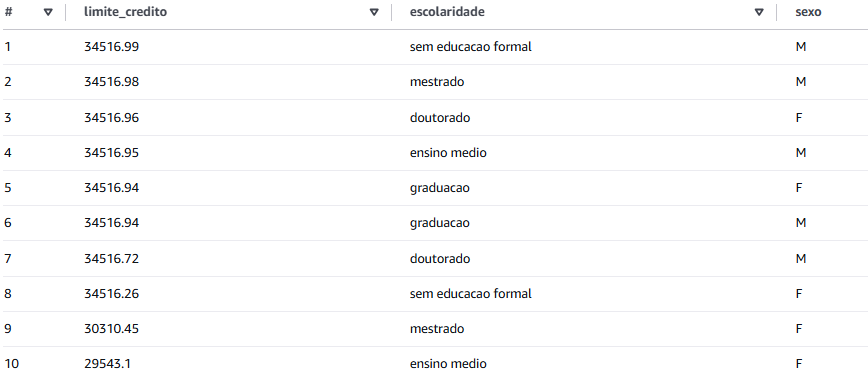 # limite_credito escolaridade sexo
1 34516.99 sem educacao formal M
2 34516.98 mestrado M
3 34516.96 doutorado F
4 34516.95 ensino medio M
5 34516.94 graduacao F
6 34516.94 graduacao M
7 34516.72 doutorado M
8 34516.26 sem educacao formal F
9 30310.45 mestrado F
10 29543.1 ensino medio F